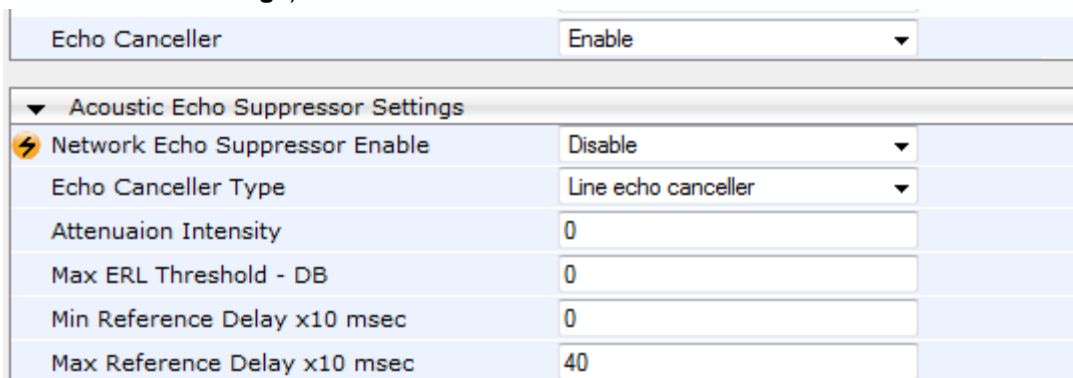 Echo Canceller Enable
Acoustic Echo Suppressor Settings
Network Echo Suppressor Enable Disable
Echo Canceller Type Line echo canceller
Attenuaion Intensity 0
Max ERL Threshold - DB 0
Min Reference Delay x10 msec 0
Max Reference Delay x10 msec 40